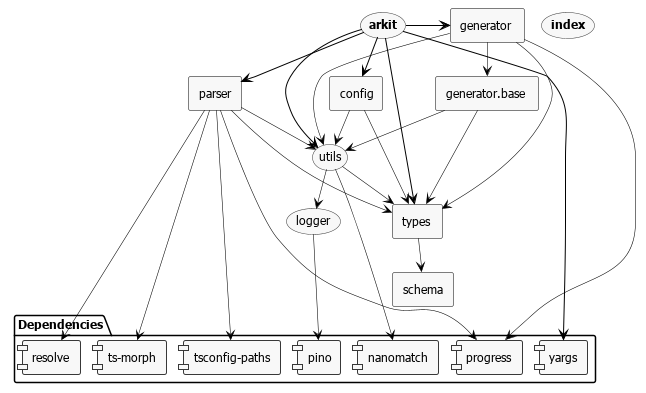 arkit
generator
index
parser
config
generator.base
utils
logger
types
schema
Dependencies
resolve
ts-morph
tsconfig-paths
pino
nanomatch
progress
yargs